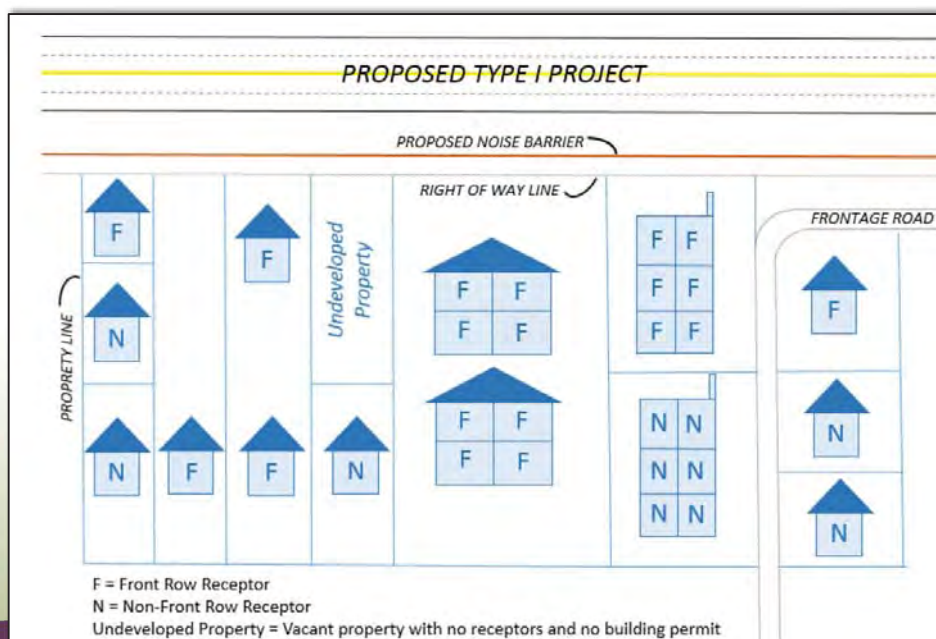 PROPOSED TYPE I PROJECT
PROPOSED NOISE BARRIER
RIGHT OF WAY LINE
FRONTAGE ROAD
PROPRETY LINE
Undeveloped
Property
F
F
F F
F F
F F
F F
F F
F
N
F F
F F
N
N
F
F
N
N N
N N
N N
N
N
F = Front Row Receptor
N = Non-Front Row Receptor
Undeveloped Property = Vacant property with no receptors and no building permit